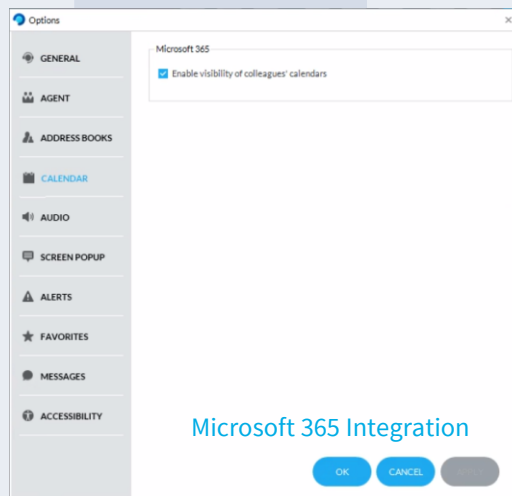 Options
Microsoft 365
GENERAL
Enable visibility of colleagues' calendars
AGENT
ADDRESS BOOKS
CALENDAR
AUDIO
SCREEN POPUP
ALERTS
FAVORITES
MESSAGES
ACCESSIBILITY
Microsoft 365 Integration
OK
CANCEL